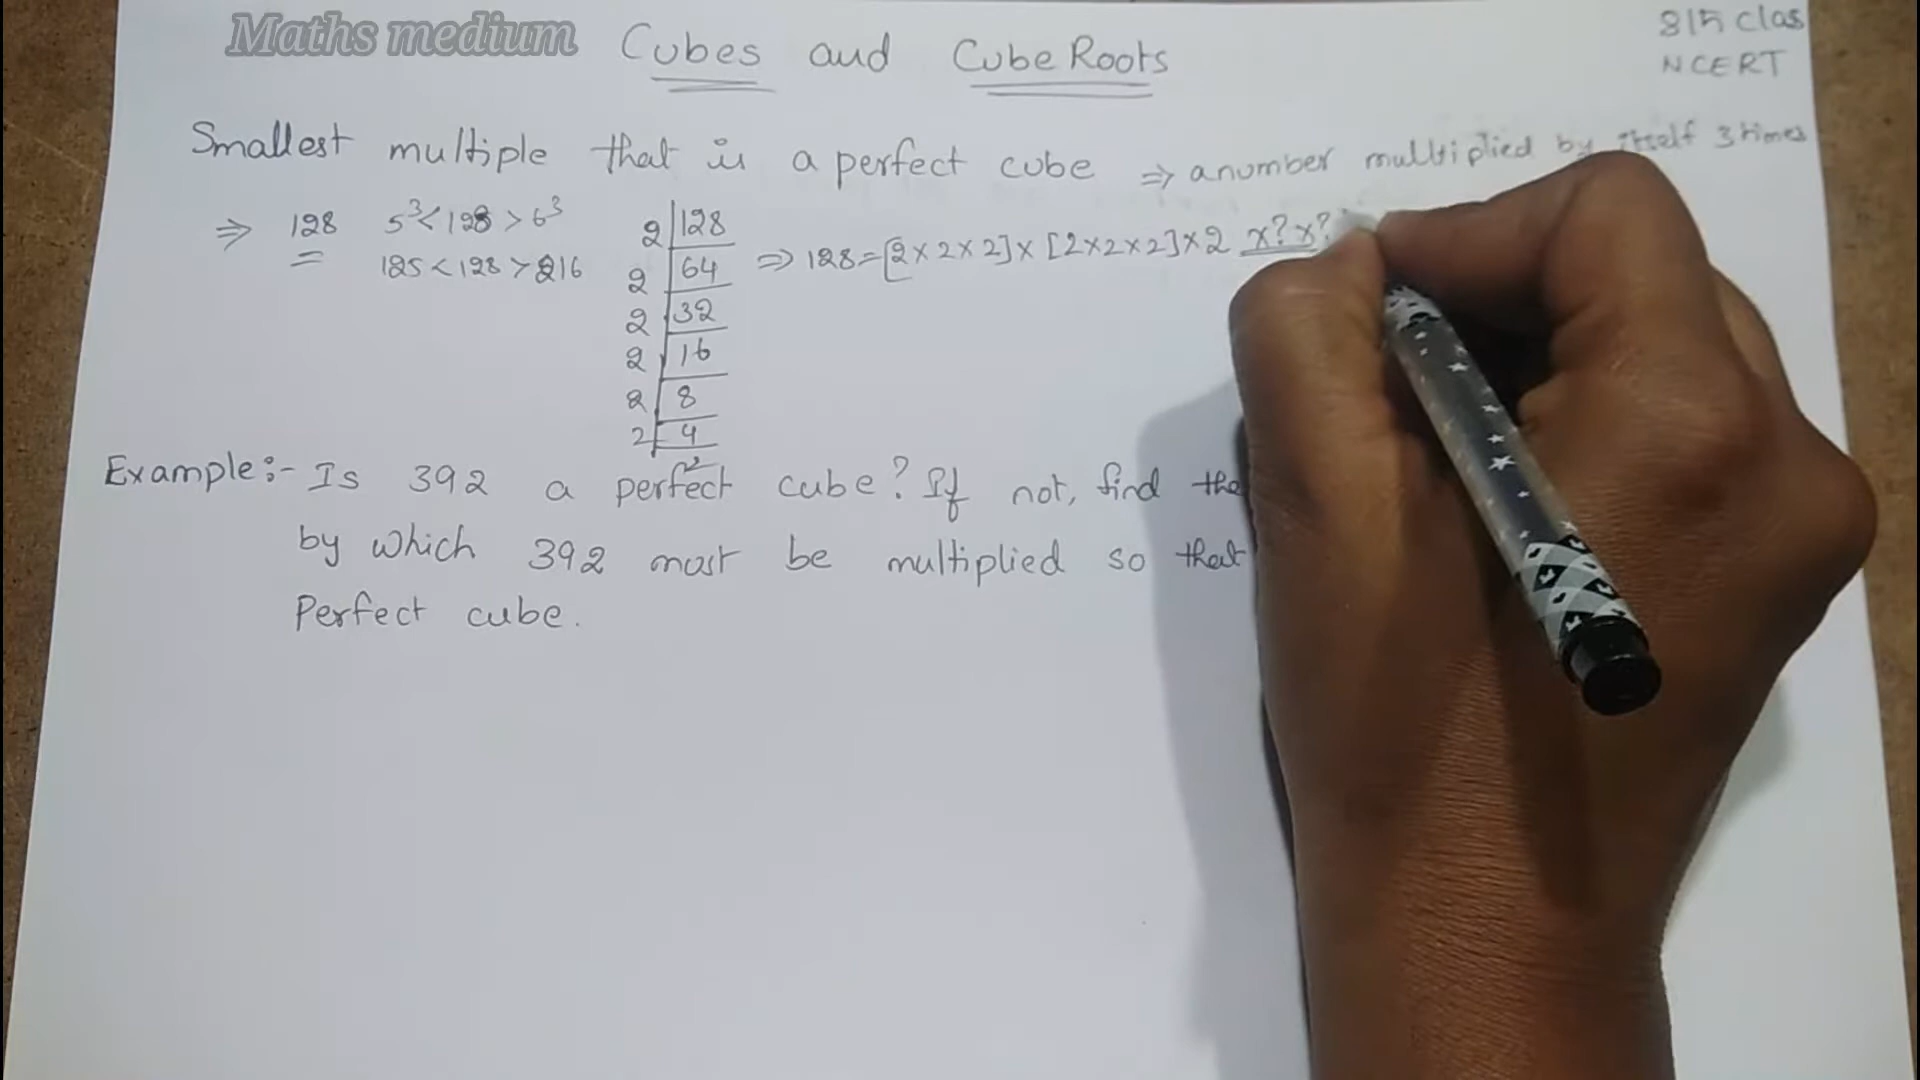 Maths medium
Cubes and Cube Roots
8th Clas
NCERT
Smallest multiple that is a perfect cube ⇒ a number multiplied by itself 3 times
⇒ 128 5³<128>6³
125<128>216
2 | 128
2 | 64
2 | 32
2 | 16
2 | 8
2 | 4
2
⇒ 128=[2×2×2]×[2×2×2]×2 ×?×?
Example:- Is 392 a perfect cube? If not, find the
by which 392 must be multiplied so that
Perfect cube.